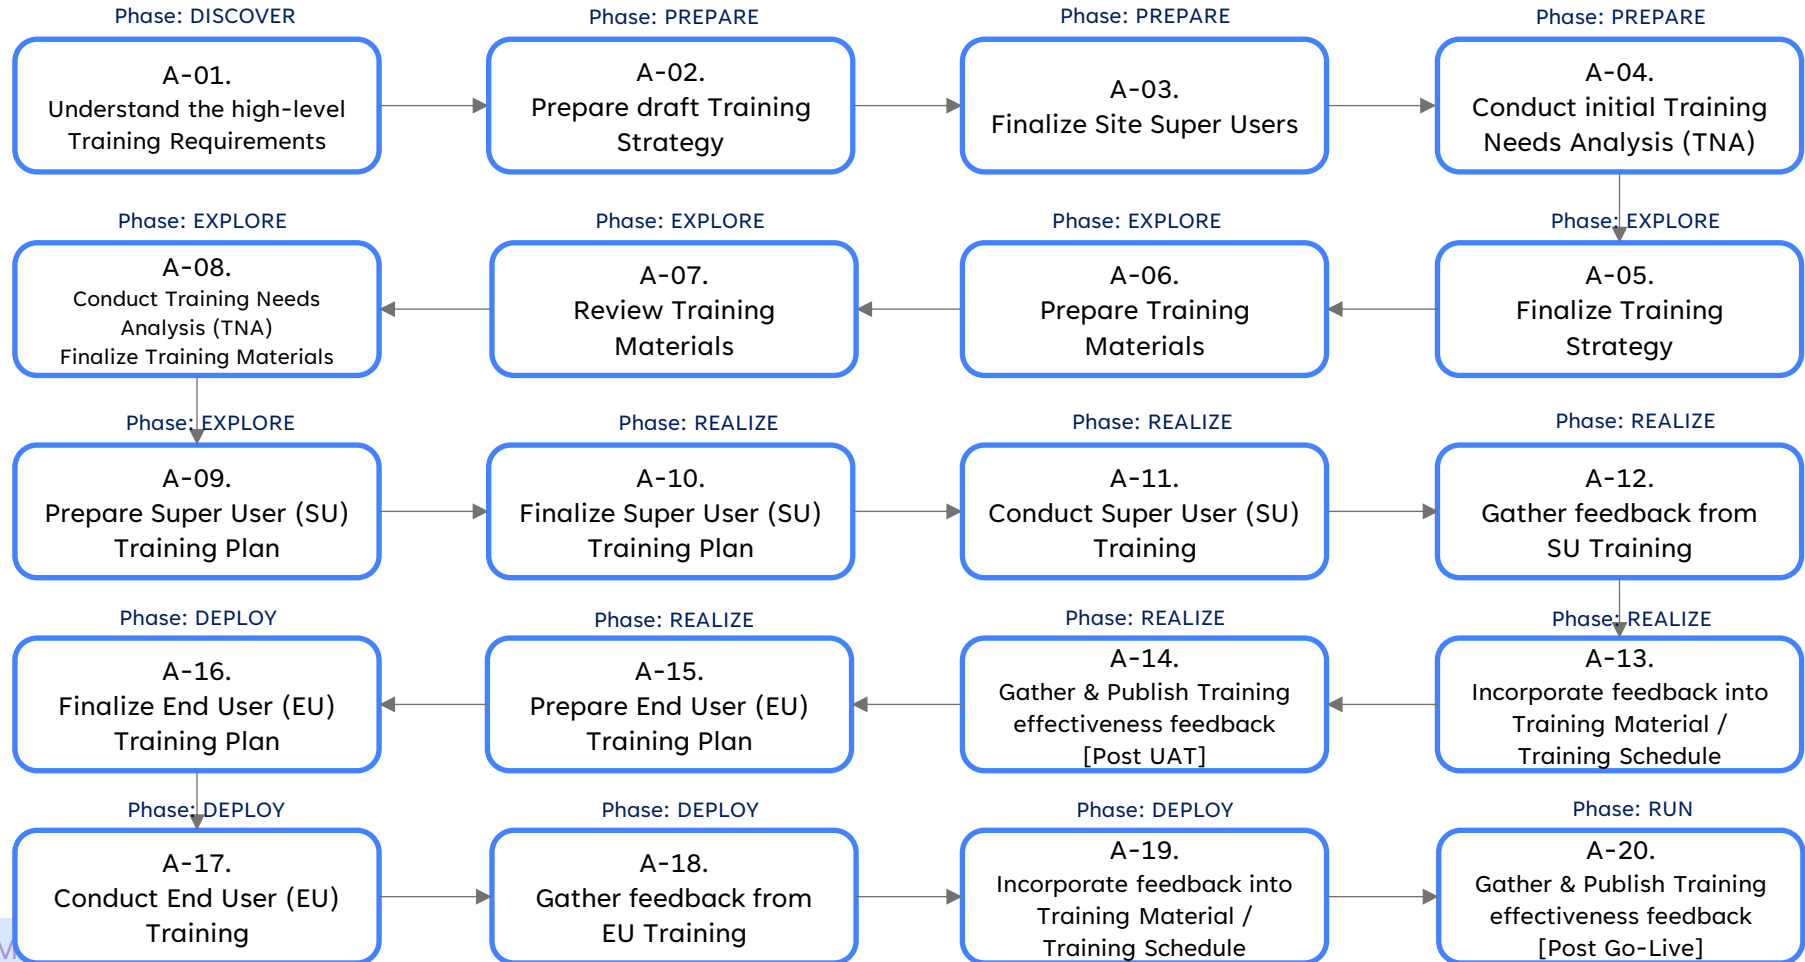 Phase: DISCOVER
A-01.
Understand the high-level
Training Requirements
Phase: PREPARE
A-02.
Prepare draft Training
Strategy
Phase: PREPARE
A-03.
Finalize Site Super Users
Phase: PREPARE
A-04.
Conduct initial Training
Needs Analysis (TNA)
Phase: EXPLORE
A-05.
Finalize Training
Strategy
Phase: EXPLORE
A-06.
Prepare Training
Materials
Phase: EXPLORE
A-07.
Review Training
Materials
Phase: EXPLORE
A-08.
Conduct Training Needs
Analysis (TNA)
Finalize Training Materials
Phase: EXPLORE
A-09.
Prepare Super User (SU)
Training Plan
Phase: REALIZE
A-10.
Finalize Super User (SU)
Training Plan
Phase: REALIZE
A-11.
Conduct Super User (SU)
Training
Phase: REALIZE
A-12.
Gather feedback from
SU Training
Phase: REALIZE
A-13.
Incorporate feedback into
Training Material /
Training Schedule
Phase: REALIZE
A-14.
Gather & Publish Training
effectiveness feedback
[Post UAT]
Phase: REALIZE
A-15.
Prepare End User (EU)
Training Plan
Phase: DEPLOY
A-16.
Finalize End User (EU)
Training Plan
Phase: DEPLOY
A-17.
Conduct End User (EU)
Training
Phase: DEPLOY
A-18.
Gather feedback from
EU Training
Phase: DEPLOY
A-19.
Incorporate feedback into
Training Material /
Training Schedule
Phase: RUN
A-20.
Gather & Publish Training
effectiveness feedback
[Post Go-Live]